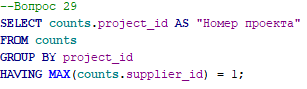 --Вопрос 29
SELECT counts.project_id AS "Номер проекта"
FROM counts
GROUP BY project_id
HAVING MAX(counts.supplier_id) = 1;